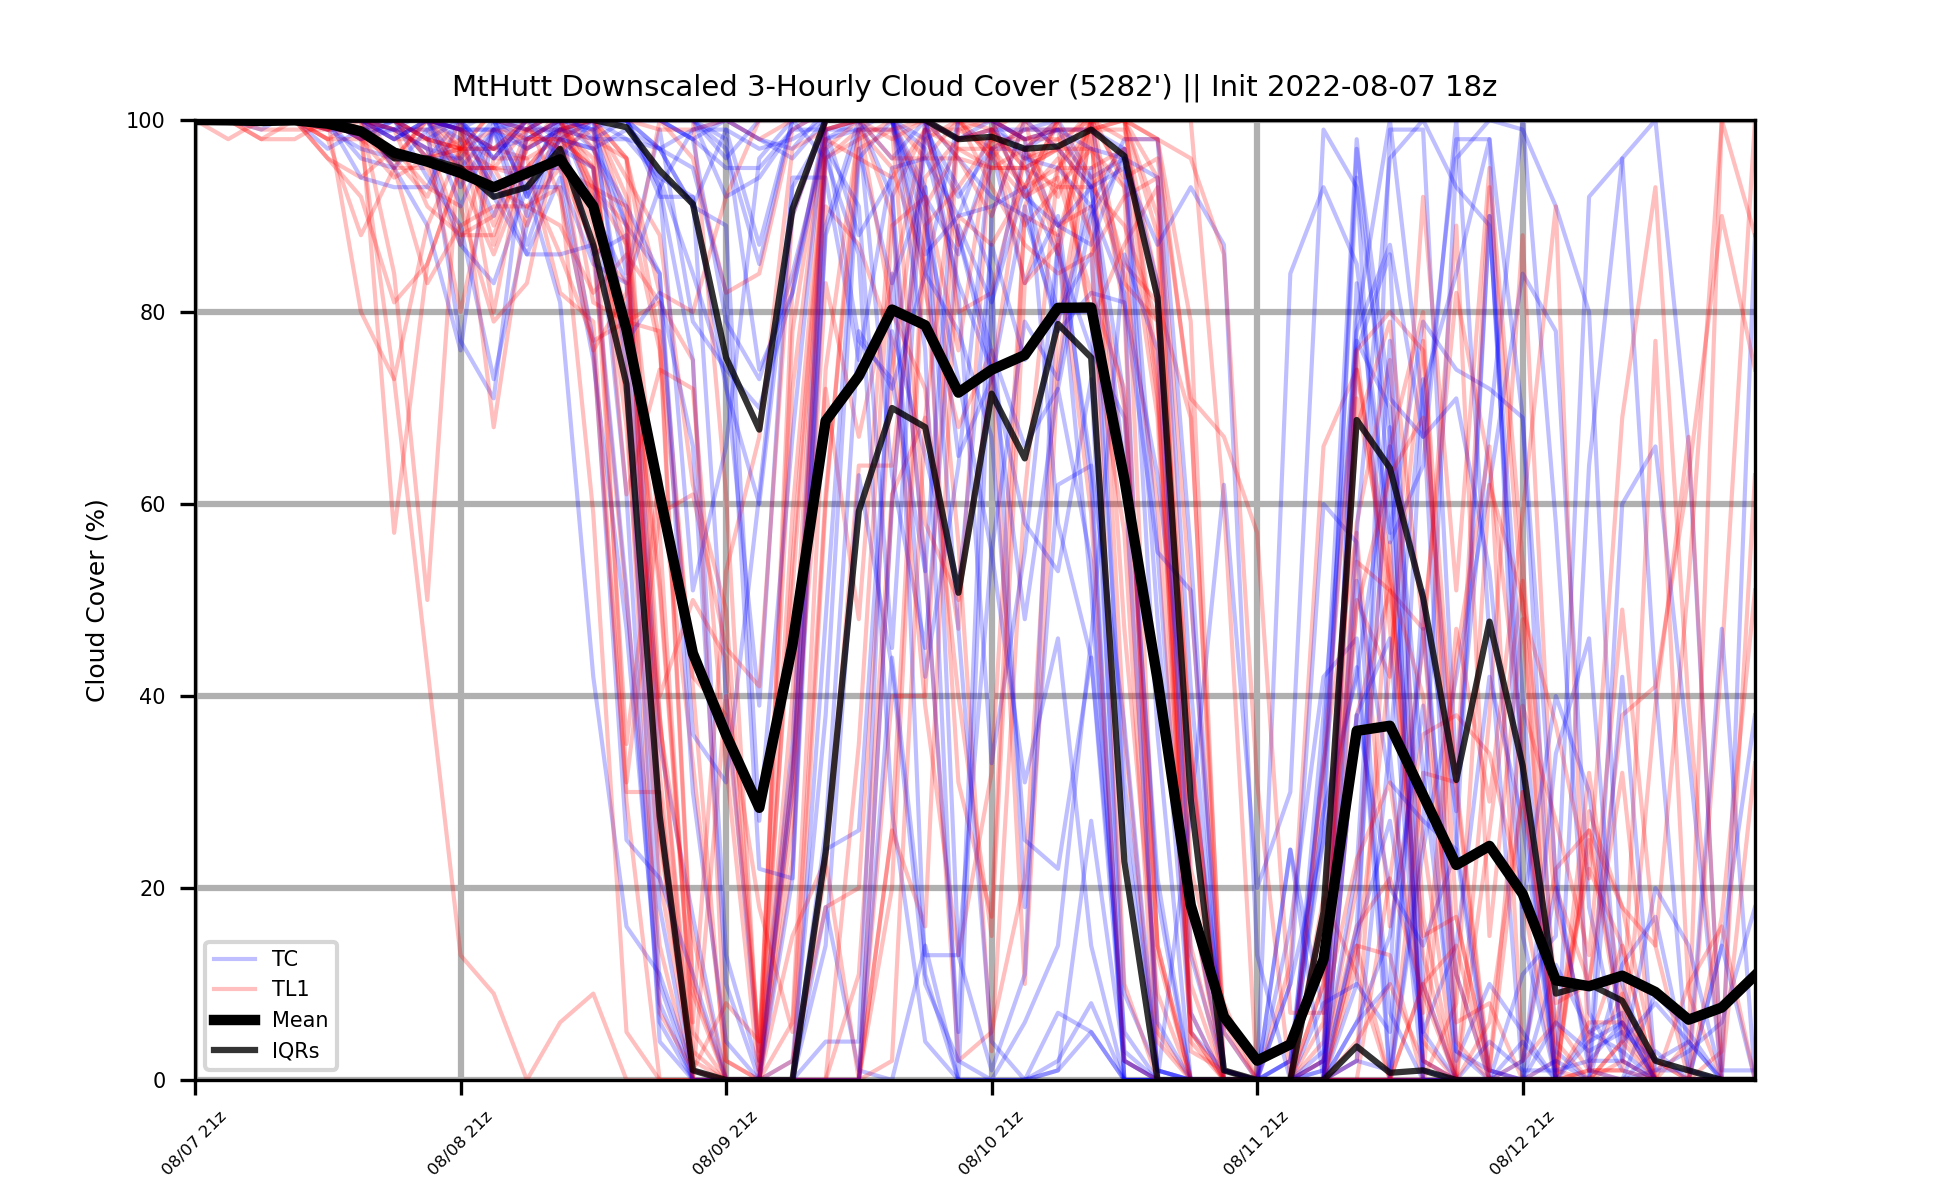 MtHutt Downscaled 3-Hourly Cloud Cover (5282') || Init 2022-08-07 18z
Cloud Cover (%)
100
80
60
40
20
0
TC
TL1
Mean
IQRs
08/07 21z
08/08 21z
08/09 21z
08/10 21z
08/11 21z
08/12 21z